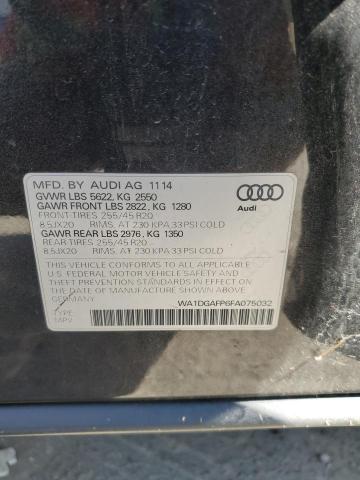 MFD. BY AUDI AG 11 14
GVWR LBS 5622, KG 2550
GAWR FRONT LBS 2822, KG 1280
FRONT TIRES 255/45 R20
8.5JX20 RIMS, AT 230 KPA 33 PSI COLD
GAWR REAR LBS 2976, KG 1350
REAR TIRES 255/45 R20
8.5JX20 RIMS, AT 230 KPA 33 PSI COLD
THIS VEHICLE CONFORMS TO ALL APPLICABLE
U.S. FEDERAL MOTOR VEHICLE SAFETY AND
THEFT PREVENTION STANDARDS IN EFFECT
ON THE DATE OF MANUFACTURE SHOWN ABOVE.
GERMANY
WA1DGAFP6FA075032
TYPE:
MPV
Audi